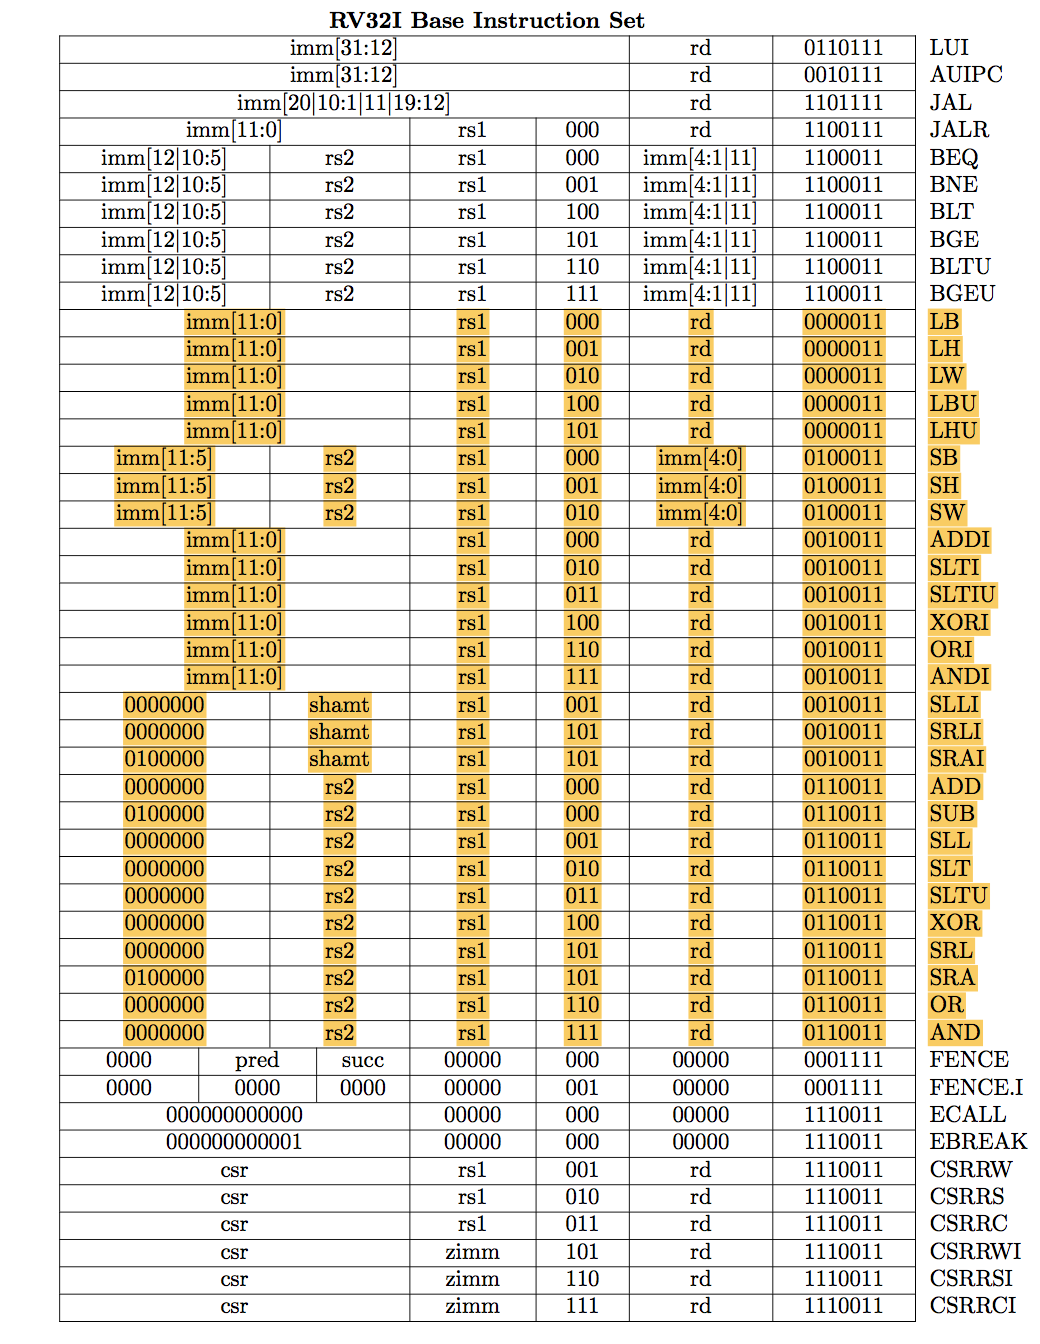 RV32I Base Instruction Set
imm[31:12] rd 0110111 LUI
imm[31:12] rd 0010111 AUIPC
imm[20|10:1|11|19:12] rd 1101111 JAL
imm[11:0] rs1 000 rd 1100111 JALR
imm[12|10:5] rs2 rs1 000 imm[4:1|11] 1100011 BEQ
imm[12|10:5] rs2 rs1 001 imm[4:1|11] 1100011 BNE
imm[12|10:5] rs2 rs1 100 imm[4:1|11] 1100011 BLT
imm[12|10:5] rs2 rs1 101 imm[4:1|11] 1100011 BGE
imm[12|10:5] rs2 rs1 110 imm[4:1|11] 1100011 BLTU
imm[12|10:5] rs2 rs1 111 imm[4:1|11] 1100011 BGEU
imm[11:0] rs1 000 rd 0000011 LB
imm[11:0] rs1 001 rd 0000011 LH
imm[11:0] rs1 010 rd 0000011 LW
imm[11:0] rs1 100 rd 0000011 LBU
imm[11:0] rs1 101 rd 0000011 LHU
imm[11:5] rs2 rs1 000 imm[4:0] 0100011 SB
imm[11:5] rs2 rs1 001 imm[4:0] 0100011 SH
imm[11:5] rs2 rs1 010 imm[4:0] 0100011 SW
imm[11:0] rs1 000 rd 0010011 ADDI
imm[11:0] rs1 010 rd 0010011 SLTI
imm[11:0] rs1 011 rd 0010011 SLTIU
imm[11:0] rs1 100 rd 0010011 XORI
imm[11:0] rs1 110 rd 0010011 ORI
imm[11:0] rs1 111 rd 0010011 ANDI
0000000 shamt rs1 001 rd 0010011 SLLI
0000000 shamt rs1 101 rd 0010011 SRLI
0100000 shamt rs1 101 rd 0010011 SRAI
0000000 rs2 rs1 000 rd 0110011 ADD
0100000 rs2 rs1 000 rd 0110011 SUB
0000000 rs2 rs1 001 rd 0110011 SLL
0000000 rs2 rs1 010 rd 0110011 SLT
0000000 rs2 rs1 011 rd 0110011 SLTU
0000000 rs2 rs1 100 rd 0110011 XOR
0000000 rs2 rs1 101 rd 0110011 SRL
0100000 rs2 rs1 101 rd 0110011 SRA
0000000 rs2 rs1 110 rd 0110011 OR
0000000 rs2 rs1 111 rd 0110011 AND
0000 pred succ 00000 000 00000 0001111 FENCE
0000 0000 0000 00000 001 00000 0001111 FENCE.I
000000000000 00000 000 00000 1110011 ECALL
000000000001 00000 000 00000 1110011 EBREAK
csr rs1 001 rd 1110011 CSRRW
csr rs1 010 rd 1110011 CSRRS
csr rs1 011 rd 1110011 CSRRC
csr zimm 101 rd 1110011 CSRRWI
csr zimm 110 rd 1110011 CSRRSI
csr zimm 111 rd 1110011 CSRRCI